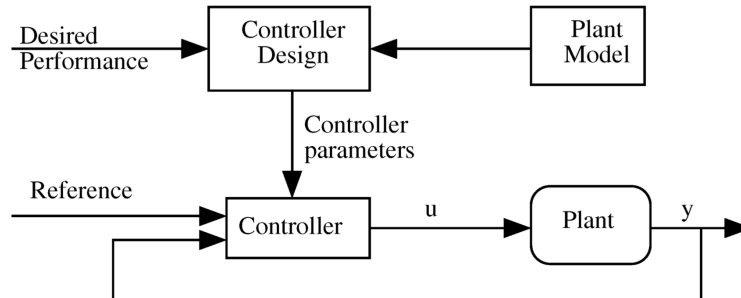 Desired
Performance
Controller
Design
Plant
Model
Controller
parameters
Reference
Controller
u
Plant
y